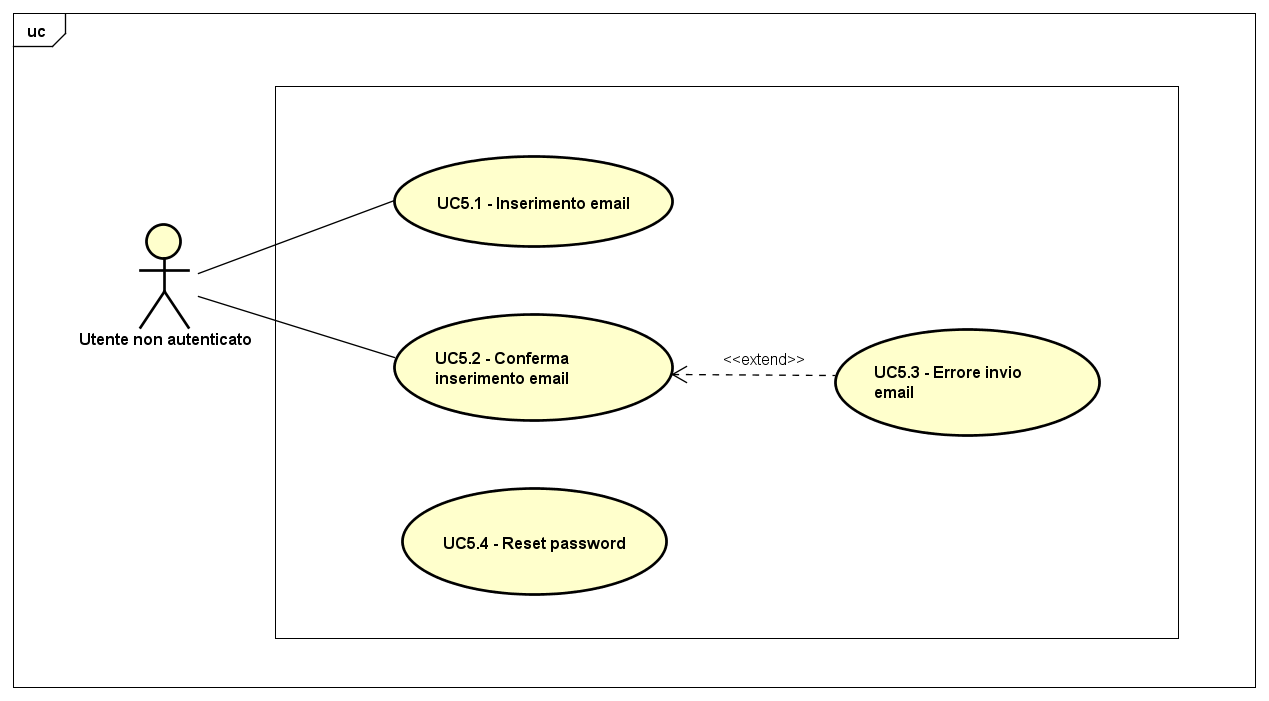 uc
UC5.1 - Inserimento email
Utente non autenticato
UC5.2 - Conferma
inserimento email
<<extend>>
UC5.3 - Errore invio
email
UC5.4 - Reset password